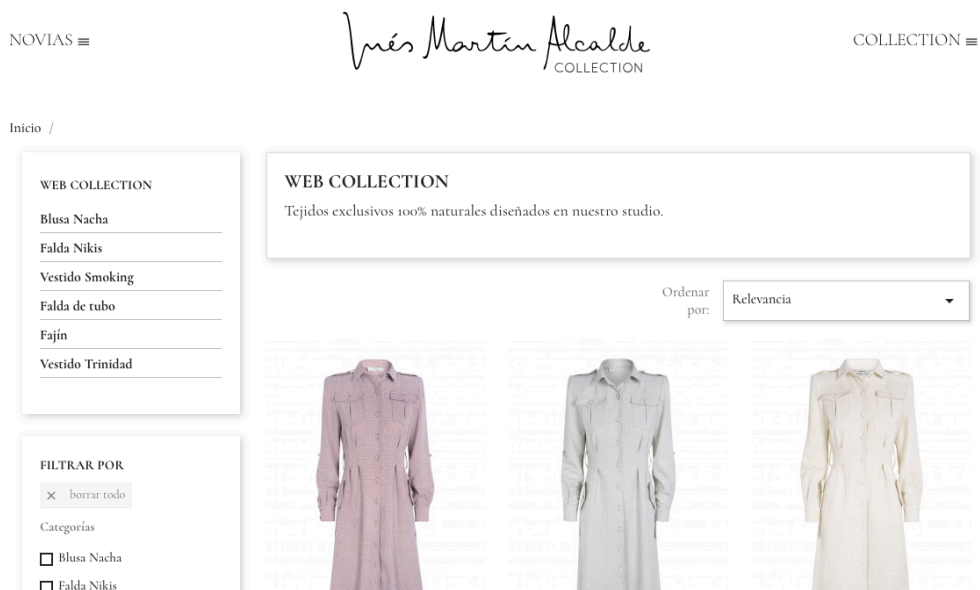 NOVIAS
Inés Martín Alcalde
COLLECTION
COLLECTION
Inicio /
WEB COLLECTION
Blusa Nacha
Falda Nikis
Vestido Smoking
Falda de tubo
Fajín
Vestido Trinidad
WEB COLLECTION
Tejidos exclusivos 100% naturales diseñados en nuestro studio.
Ordenar
por:
Relevancia
FILTRAR POR
borrar todo
Categorías
Blusa Nacha
Falda Nikis